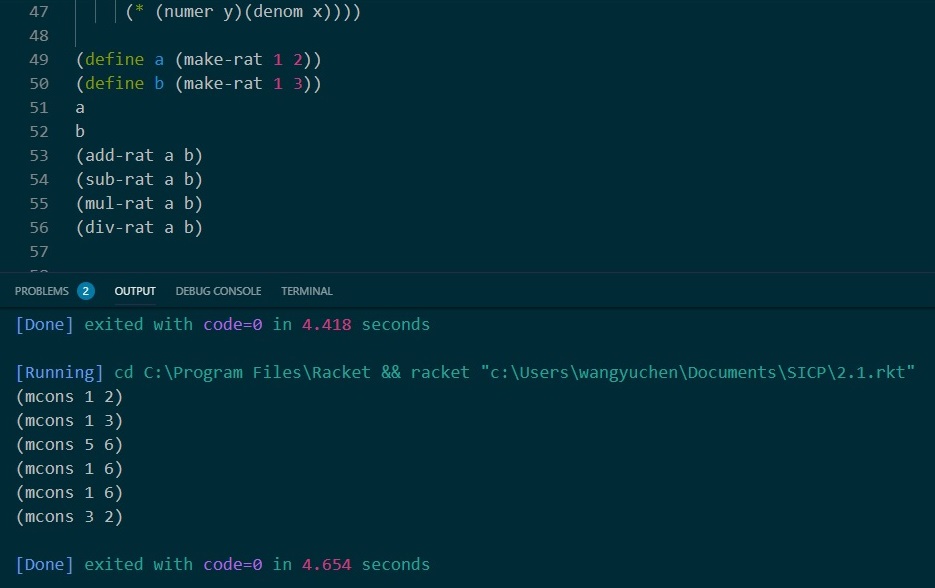 47 (* (numer y)(denom x))))
48
49 (define a (make-rat 1 2))
50 (define b (make-rat 1 3))
51 a
52 b
53 (add-rat a b)
54 (sub-rat a b)
55 (mul-rat a b)
56 (div-rat a b)
57
PROBLEMS 2 OUTPUT DEBUG CONSOLE TERMINAL
[Done] exited with code=0 in 4.418 seconds
[Running] cd C:\Program Files\Racket && racket "c:\Users\wangyuchen\Documents\SICP\2.1.rkt"
(mcons 1 2)
(mcons 1 3)
(mcons 5 6)
(mcons 1 6)
(mcons 1 6)
(mcons 3 2)
[Done] exited with code=0 in 4.654 seconds